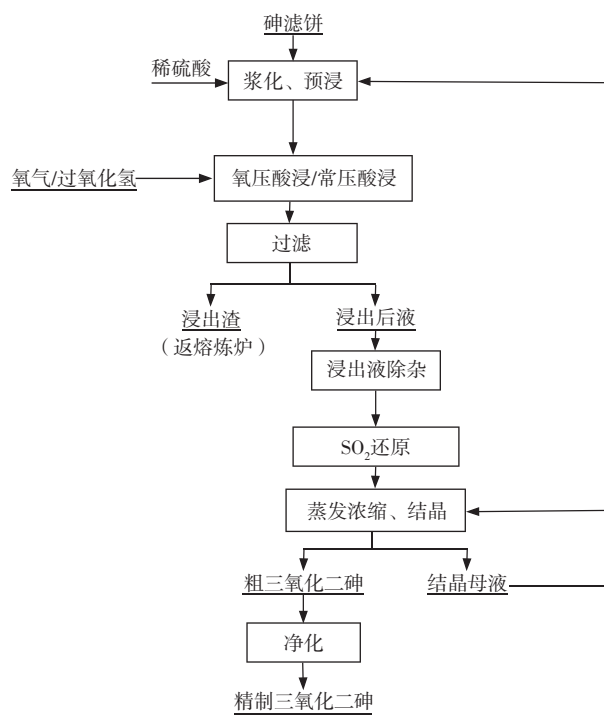 砷滤饼
稀硫酸
浆化、预浸
氧气/过氧化氢
氧压酸浸/常压酸浸
过滤
浸出渣
（返熔炼炉）
浸出后液
浸出液除杂
SO₂还原
蒸发浓缩、结晶
粗三氧化二砷
结晶母液
净化
精制三氧化二砷